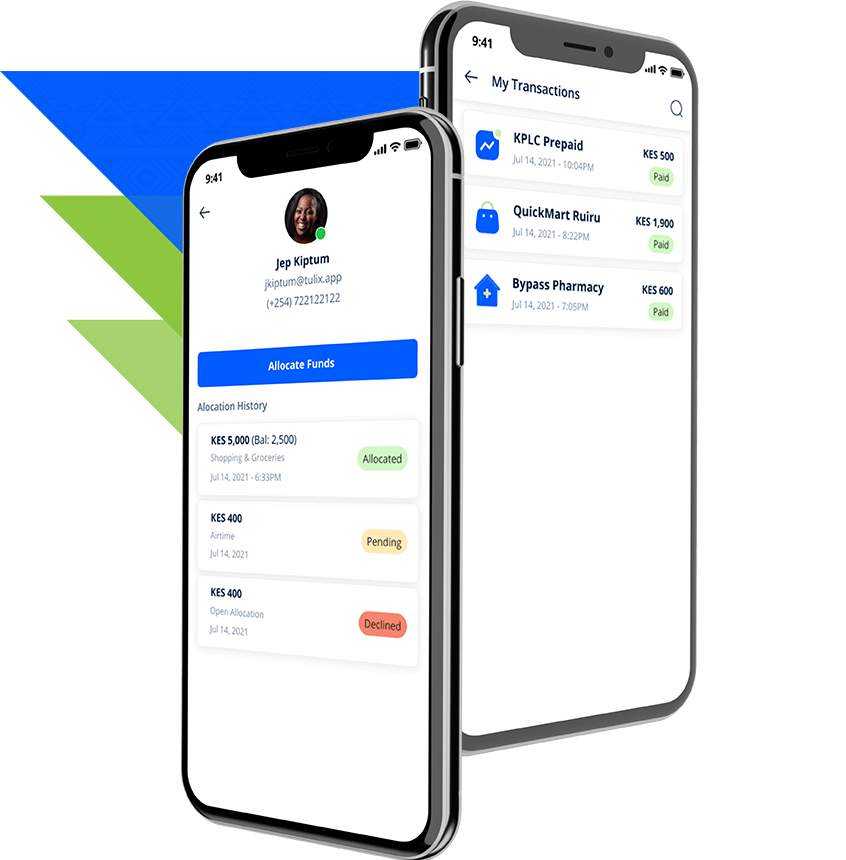 9:41
Jep Kiptum
jkiptum@tulix.app
(+254) 722122122
Allocate Funds
Alocation History
KES 5,000 (Bal: 2,500)
Shopping & Groceries
Jul 14, 2021 - 6:33PM
Allocated
KES 400
Airtime
Jul 14, 2021
Pending
KES 400
Open Allocation
Jul 14, 2021
Declined
9:41
My Transactions
KPLC Prepaid
Jul 14, 2021 - 10:04PM
KES 500
Paid
QuickMart Ruiru
Jul 14, 2021 - 8:22PM
KES 1,900
Paid
Bypass Pharmacy
Jul 14, 2021 - 7:05PM
KES 600
Paid